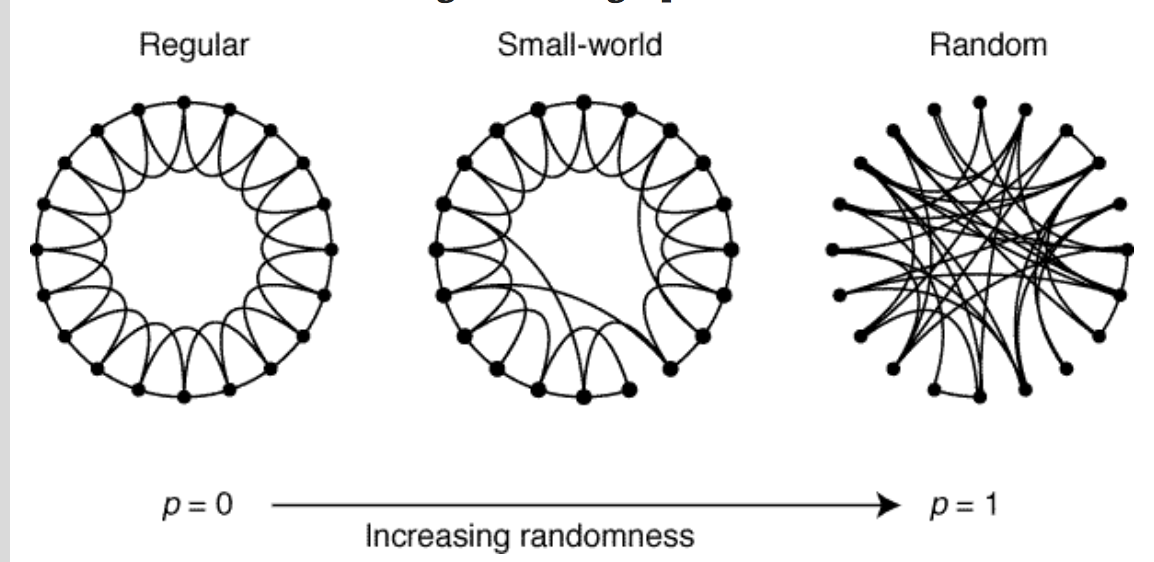 Regular
Small-world
Random
p = 0
p = 1
Increasing randomness